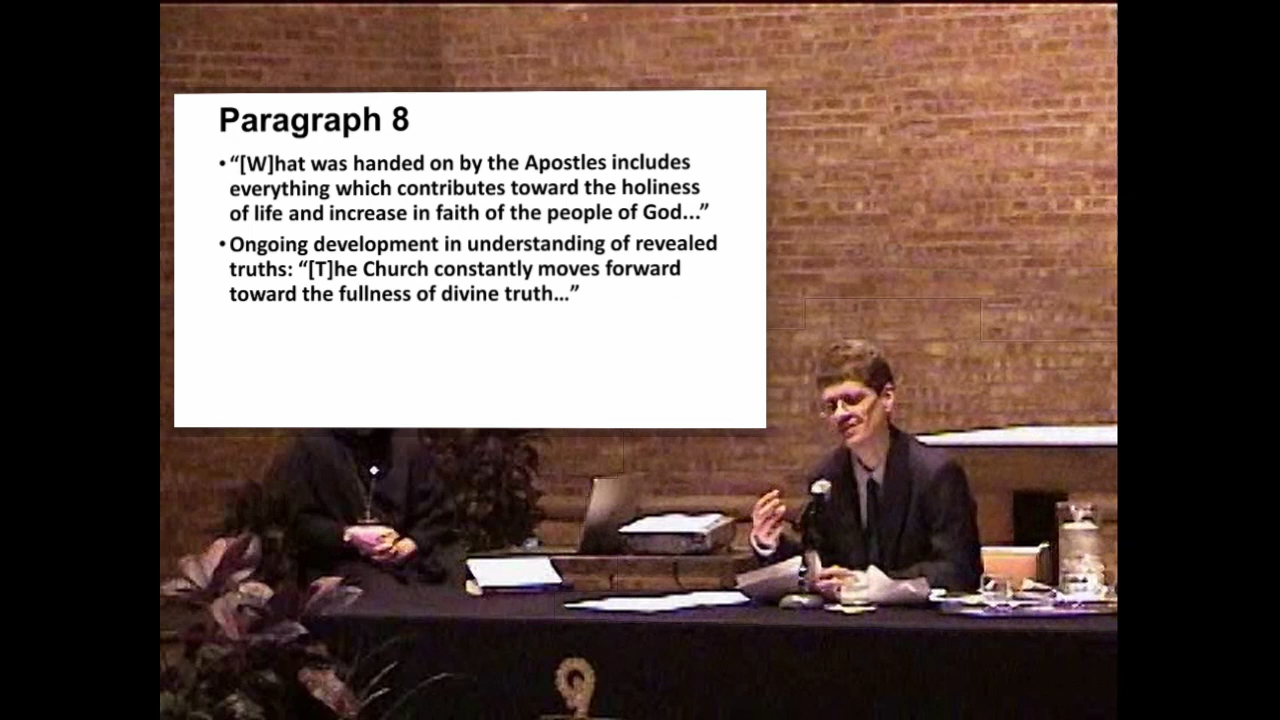 Paragraph 8
• “[W]hat was handed on by the Apostles includes
everything which contributes toward the holiness
of life and increase in faith of the people of God...”
• Ongoing development in understanding of revealed
truths: “[T]he Church constantly moves forward
toward the fullness of divine truth…”